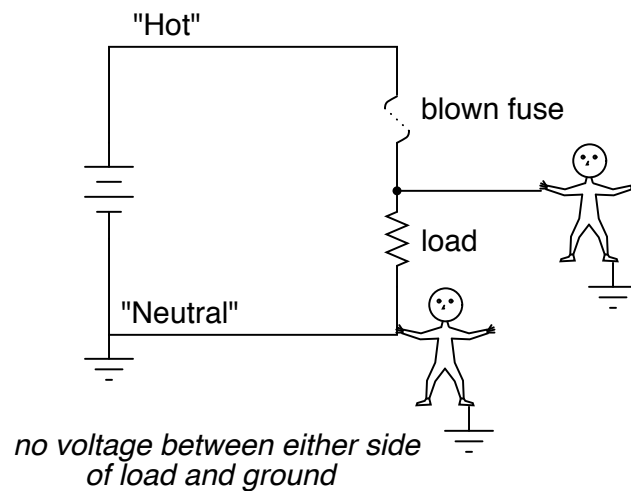 "Hot"
blown fuse
load
"Neutral"
no voltage between either side
of load and ground